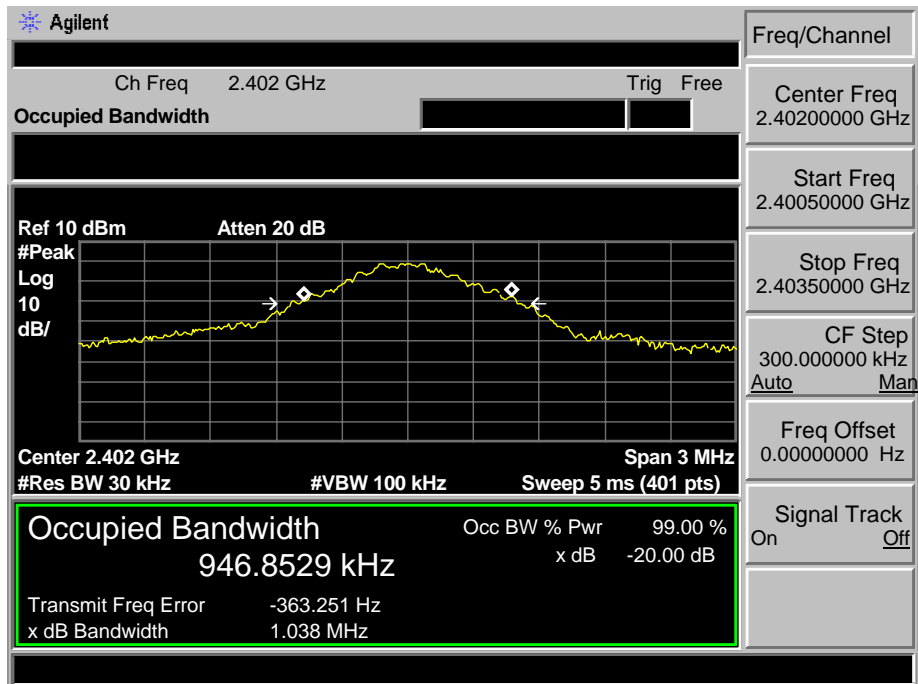 Agilent
Freq/Channel
Ch Freq 2.402 GHz Trig Free
Occupied Bandwidth
Center Freq
2.40200000 GHz
Start Freq
2.40050000 GHz
Stop Freq
2.40350000 GHz
CF Step
300.000000 kHz
Auto Man
Freq Offset
0.00000000 Hz
Signal Track
On Off
Ref 10 dBm Atten 20 dB
#Peak
Log
10
dB/
Center 2.402 GHz Span 3 MHz
#Res BW 30 kHz #VBW 100 kHz Sweep 5 ms (401 pts)
Occupied Bandwidth Occ BW % Pwr 99.00 %
946.8529 kHz x dB -20.00 dB
Transmit Freq Error -363.251 Hz
x dB Bandwidth 1.038 MHz